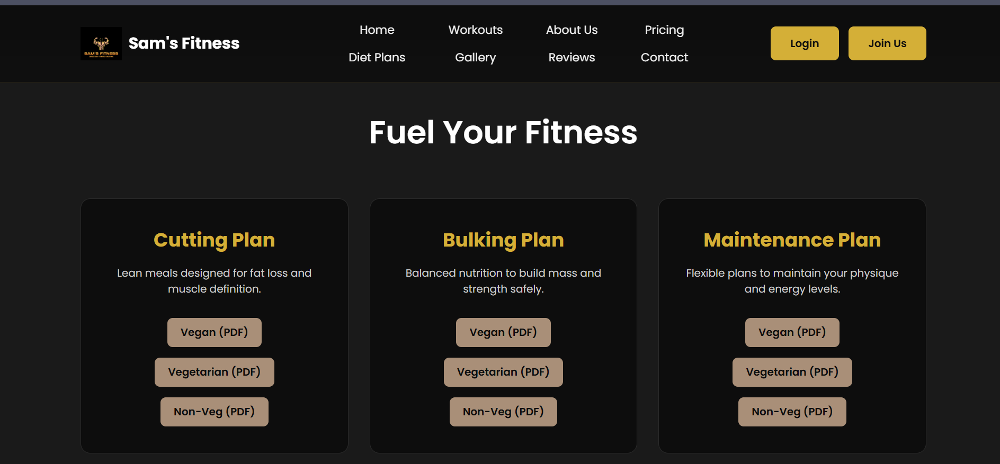 SAM'S FITNESS
Sam's Fitness
Home
Workouts
About Us
Pricing
Diet Plans
Gallery
Reviews
Contact
Login
Join Us
Fuel Your Fitness
Cutting Plan
Lean meals designed for fat loss and
muscle definition.
Vegan (PDF)
Vegetarian (PDF)
Non-Veg (PDF)
Bulking Plan
Balanced nutrition to build mass and
strength safely.
Vegan (PDF)
Vegetarian (PDF)
Non-Veg (PDF)
Maintenance Plan
Flexible plans to maintain your physique
and energy levels.
Vegan (PDF)
Vegetarian (PDF)
Non-Veg (PDF)